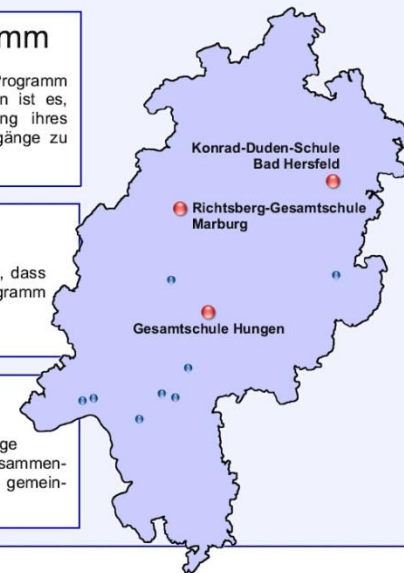 mm
Programm
n ist es,
ng ihres
gänge zu
, dass
gramm
ge
sammen-
gemein-
Konrad-Duden-Schule
Bad Hersfeld
Richtsberg-Gesamtschule
Marburg
Gesamtschule Hungen